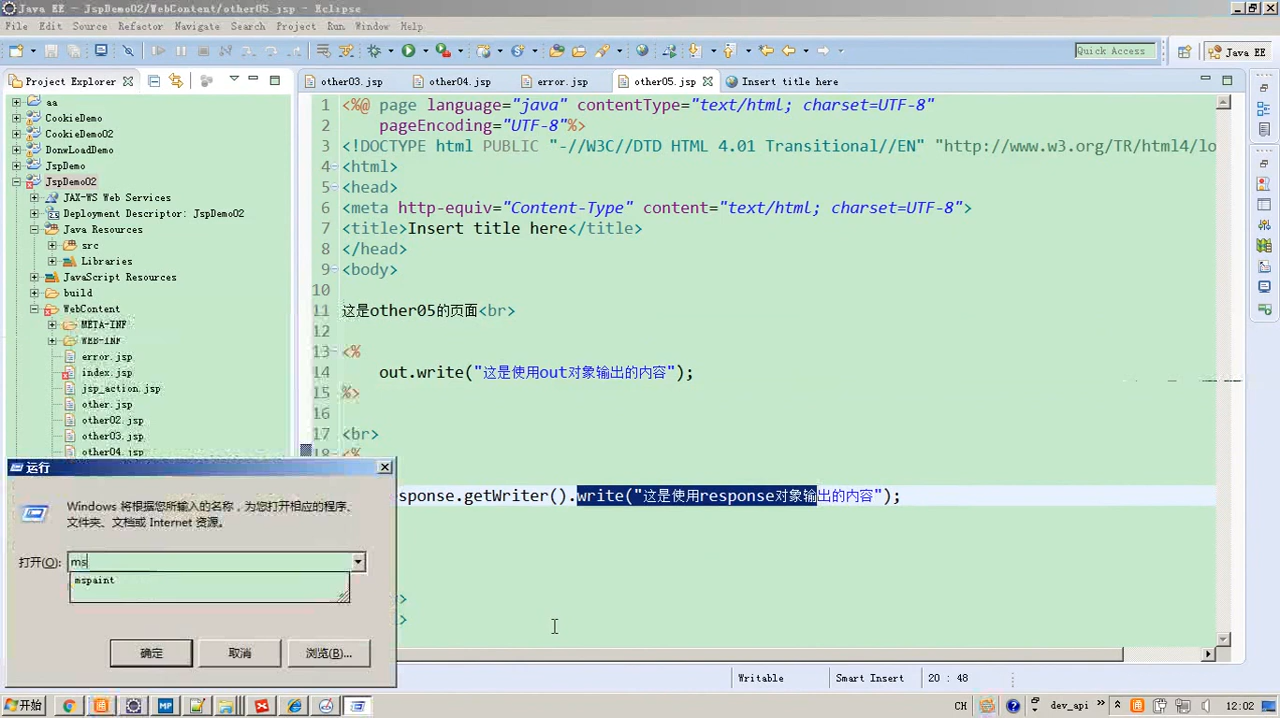 Java EE - JspDemo02/WebContent/other05.jsp - Eclipse
File Edit Source Refactor Navigate Search Project Run Window Help
Quick Access
Java EE
Project Explorer
other03.jsp
other04.jsp
error.jsp
other05.jsp
Insert title here
aa
CookieDemo
CookieDemo02
DownLoadDemo
JspDemo
JspDemo02
JAX-WS Web Services
Deployment Descriptor: JspDemo02
Java Resources
src
Libraries
JavaScript Resources
build
WebContent
META-INF
WEB-INF
error.jsp
index.jsp
jsp_action.jsp
other.jsp
other02.jsp
other03.jsp
other04.jsp
1 <%@ page language="java" contentType="text/html; charset=UTF-8"
2 pageEncoding="UTF-8"%>
3 <!DOCTYPE html PUBLIC "-//W3C//DTD HTML 4.01 Transitional//EN" "http://www.w3.org/TR/html4/lo
4 <html>
5 <head>
6 <meta http-equiv="Content-Type" content="text/html; charset=UTF-8">
7 <title>Insert title here</title>
8 </head>
9 <body>
10
11 这是other05的页面<br>
12
13 <%
14 out.write("这是使用out对象输出的内容");
15 %>
16
17 <br>
18 <%
sponse.getWriter().write("这是使用response对象输出的内容");
>
>
运行
Windows 将根据您所输入的名称，为您打开相应的程序、
文件夹、文档或 Internet 资源。
打开(O): ms
mspaint
确定
取消
浏览(B)...
Writable
Smart Insert
20 : 48
开始
CH
dev_api
12:02